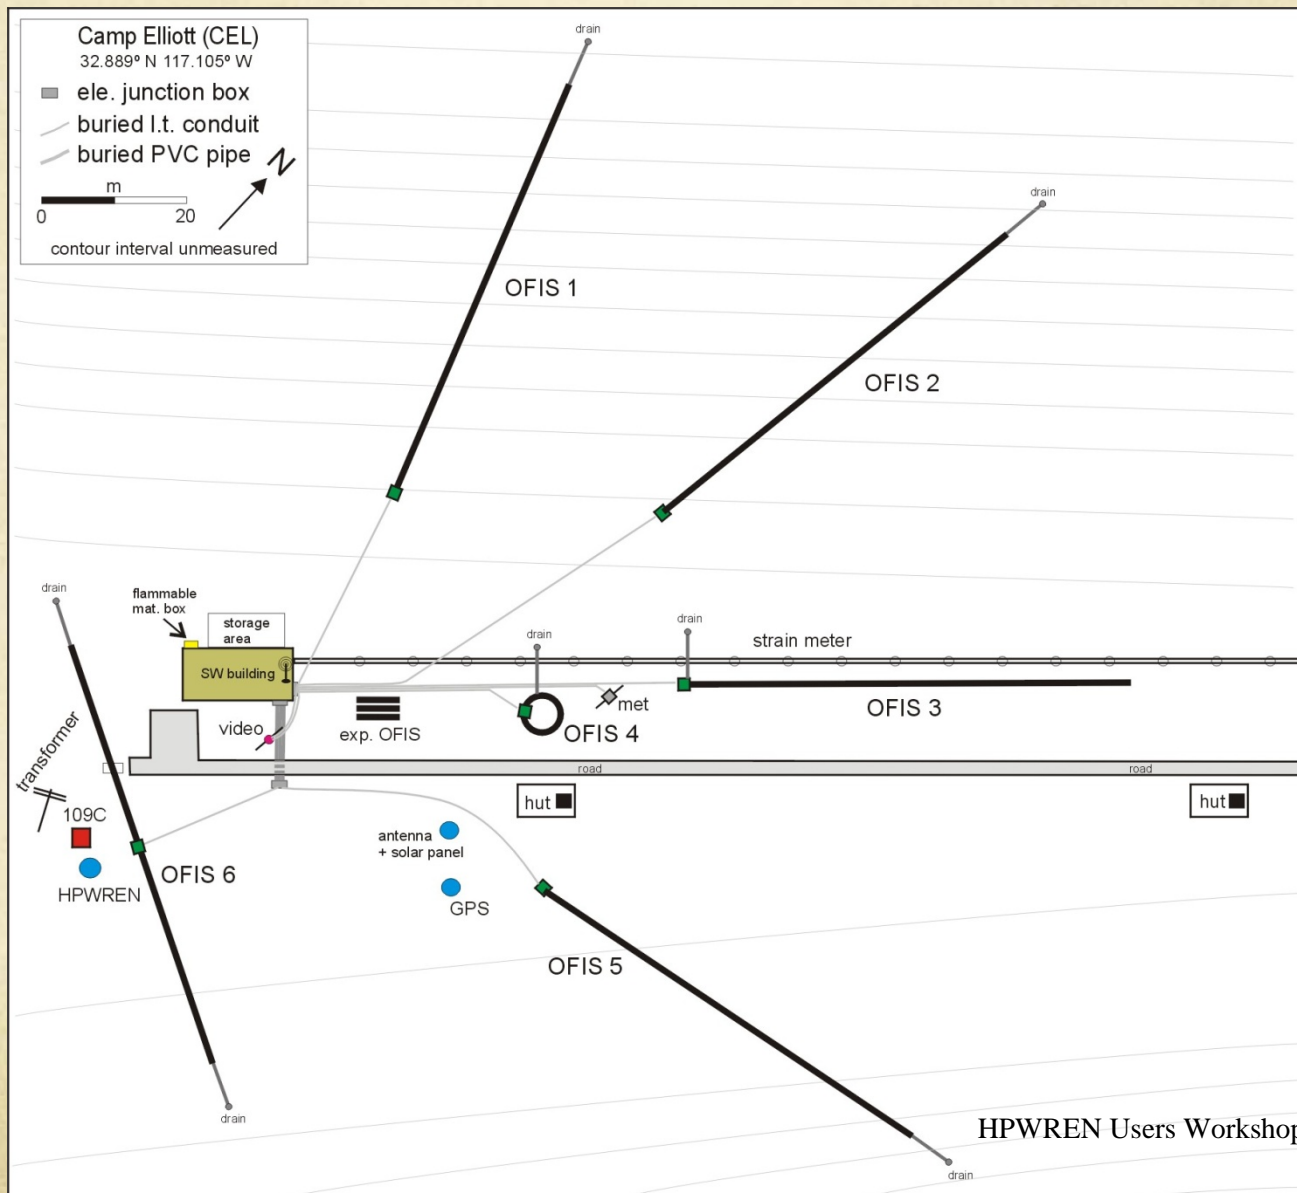 Camp Elliott (CEL)
32.889º N 117.105º W
ele. junction box
buried l.t. conduit
buried PVC pipe
N
m
0 20
contour interval unmeasured
drain
drain
OFIS 1
OFIS 2
drain
flammable
mat. box
storage
area
SW building
drain
drain
strain meter
met
OFIS 3
video
exp. OFIS
OFIS 4
transformer
road
road
109C
hut
hut
antenna
+ solar panel
OFIS 6
HPWREN
GPS
OFIS 5
drain
drain
HPWREN Users Workshop